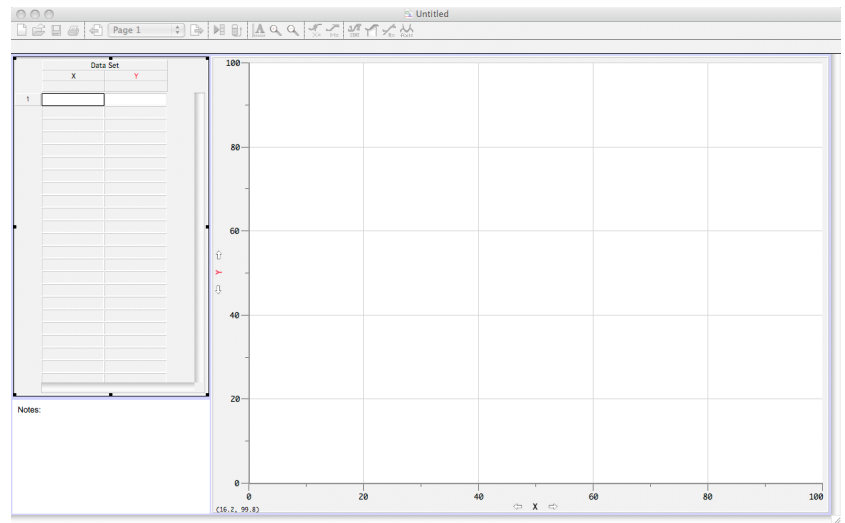 Untitled
Page 1
Data Set
X Y
1
Notes:
100
80
60
Y
40
20
0
0 20 40 60 80 100
X
(16.2, 99.8)